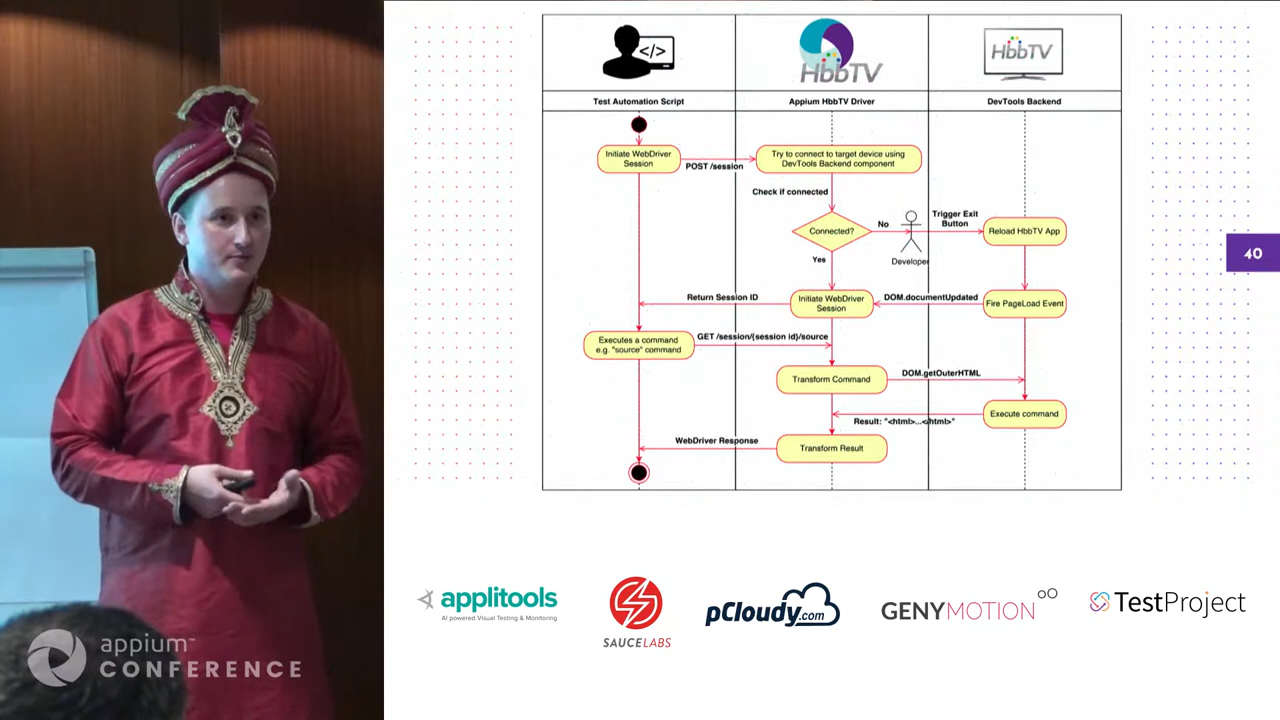 </>
HbbTV
HbbTV
Test Automation Script
Appium HbbTV Driver
DevTools Backend
Initiate WebDriver
Session
POST /session
Try to connect to target device using
DevTools Backend component
Check if connected
Connected?
No
Developer
Trigger Exit
Button
Reload HbbTV App
Yes
Return Session ID
Initiate WebDriver
Session
DOM.documentUpdated
Fire PageLoad Event
Executes a command
e.g. "source" command
GET /session/{session id}/source
Transform Command
DOM.getOuterHTML
Execute command
Result: "<html>...</html>"
WebDriver Response
Transform Result
40
applitools
AI powered Visual Testing & Monitoring
SAUCELABS
pCloudy.com
GENYMOTION
TestProject
appium™
CONFERENCE